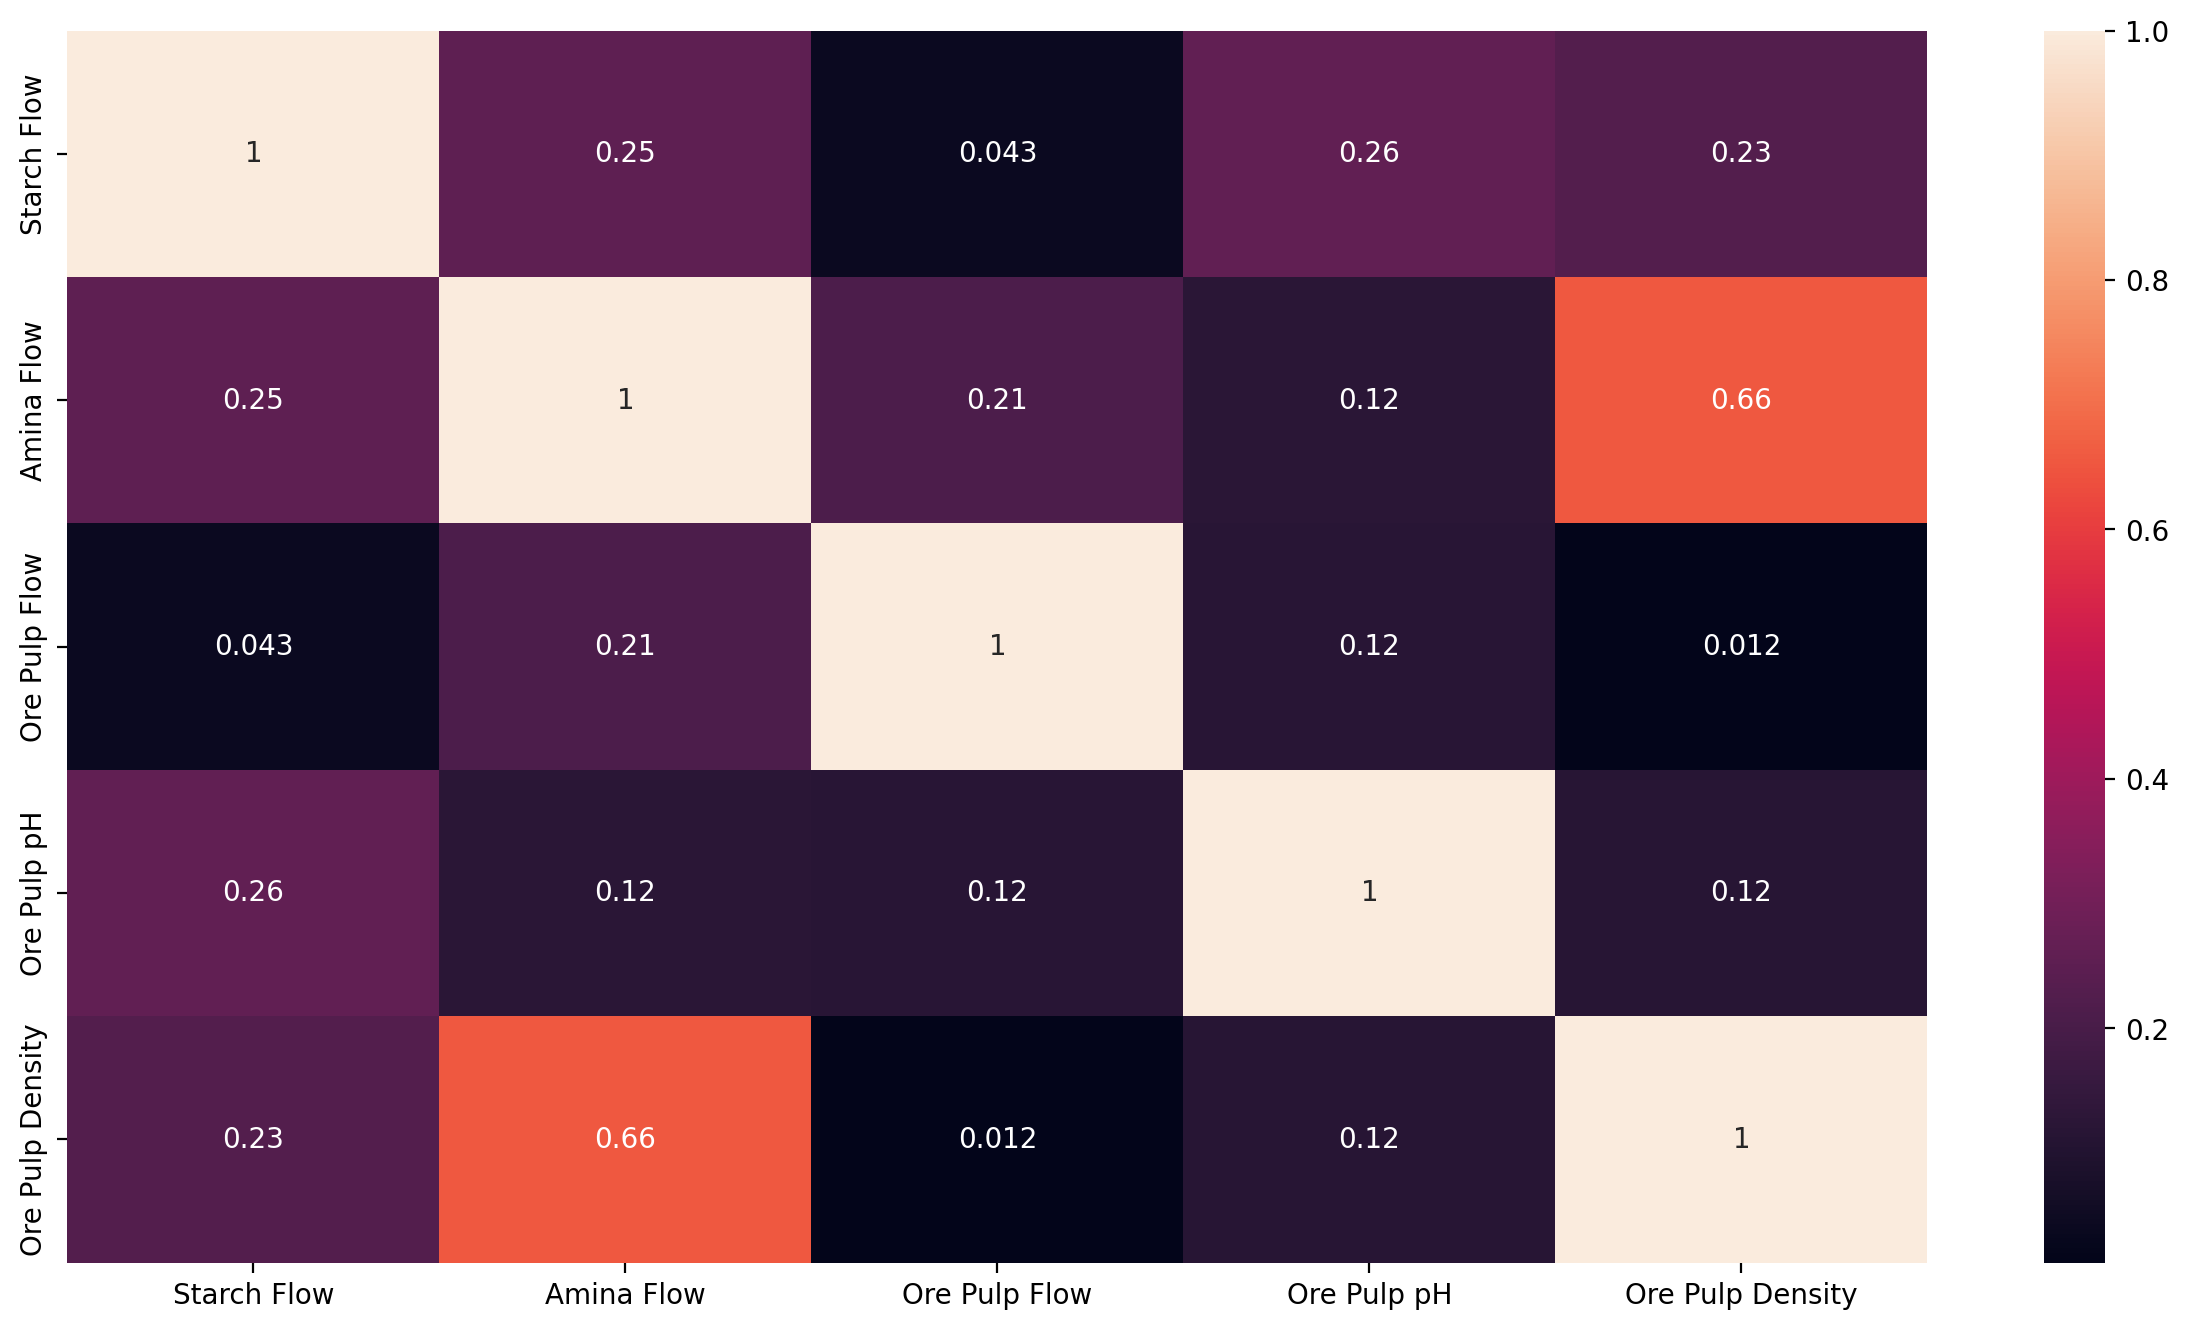 Starch Flow
1 0.25 0.043 0.26 0.23
Amina Flow
0.25 1 0.21 0.12 0.66
Ore Pulp Flow
0.043 0.21 1 0.12 0.012
Ore Pulp pH
0.26 0.12 0.12 1 0.12
Ore Pulp Density
0.23 0.66 0.012 0.12 1
Starch Flow Amina Flow Ore Pulp Flow Ore Pulp pH Ore Pulp Density
1.0
0.8
0.6
0.4
0.2